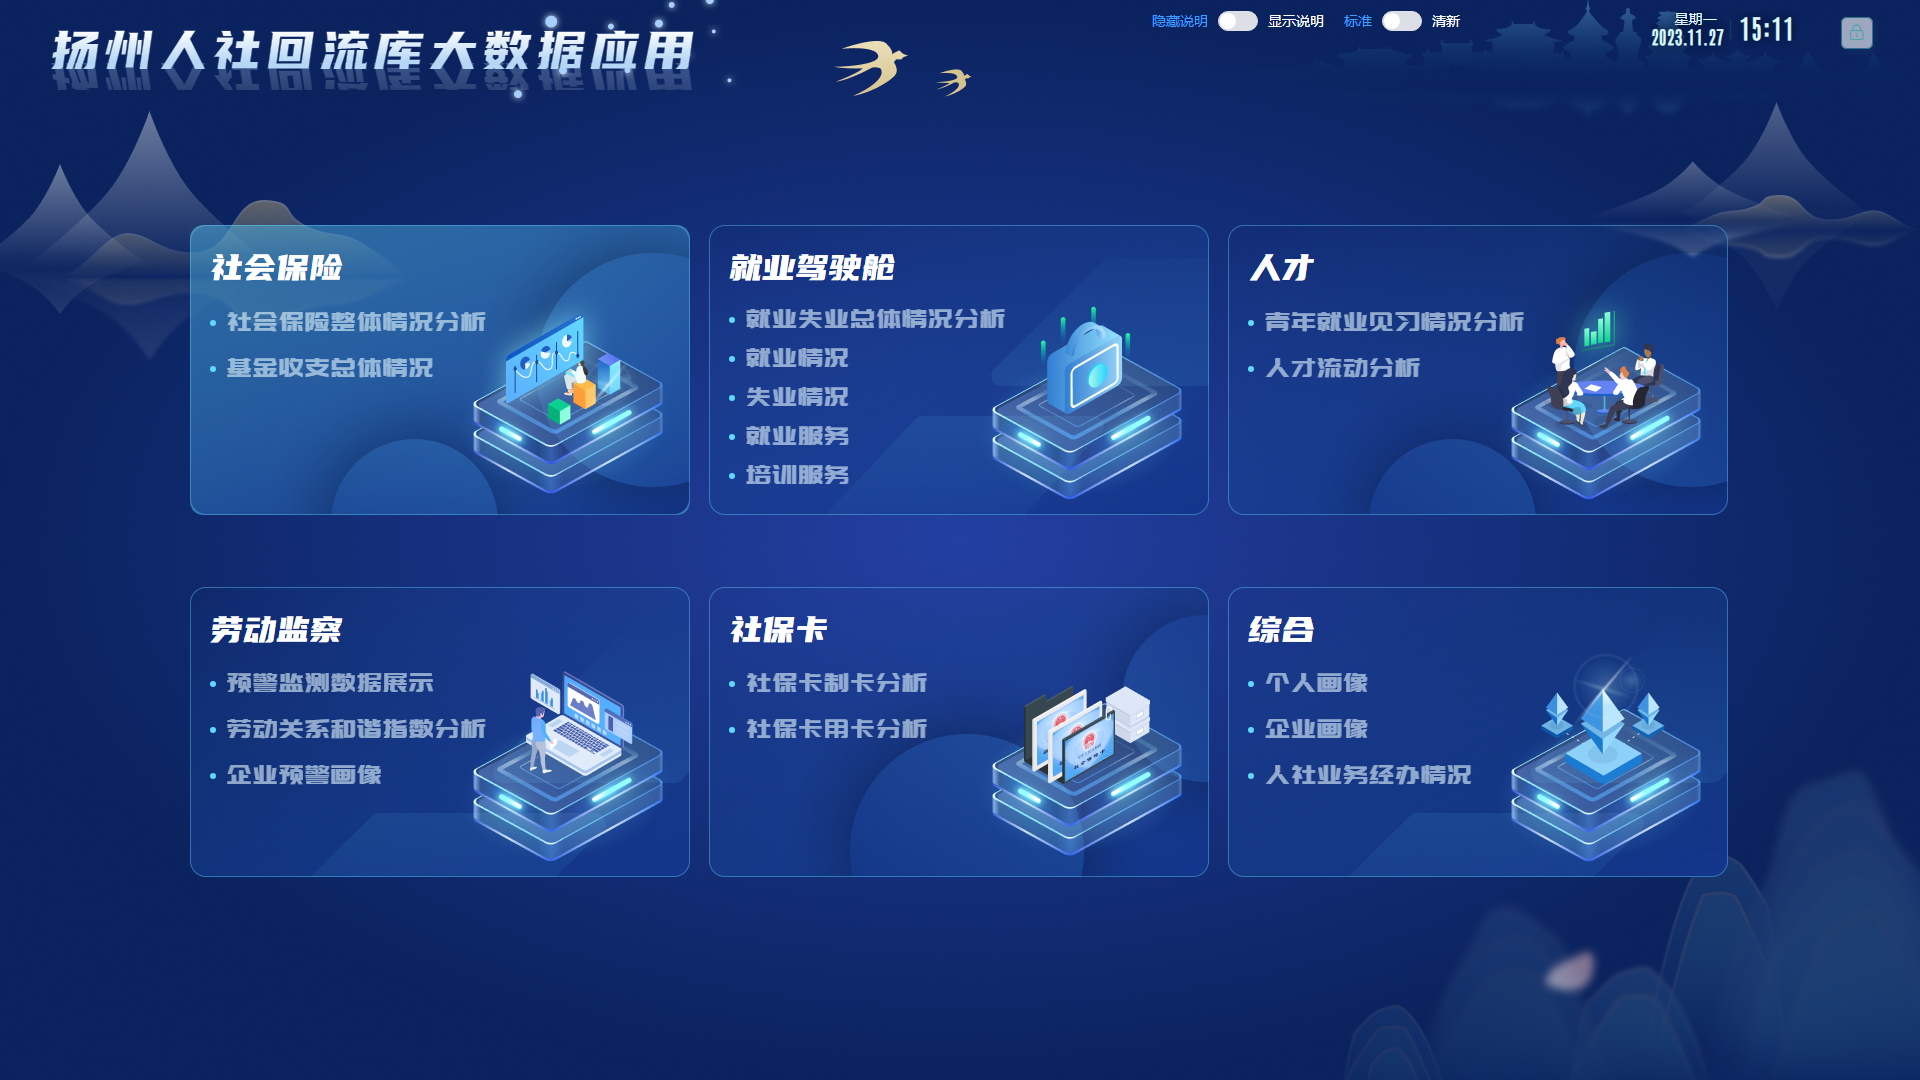 扬州人社回流库大数据应用
隐藏说明 显示说明 标准 清新
星期一
2023.11.27 15:11
社会保险
社会保险整体情况分析
基金收支总体情况
就业驾驶舱
就业失业总体情况分析
就业情况
失业情况
就业服务
培训服务
人才
青年就业见习情况分析
人才流动分析
劳动监察
预警监测数据展示
劳动关系和谐指数分析
企业预警画像
社保卡
社保卡制卡分析
社保卡用卡分析
综合
个人画像
企业画像
人社业务经办情况